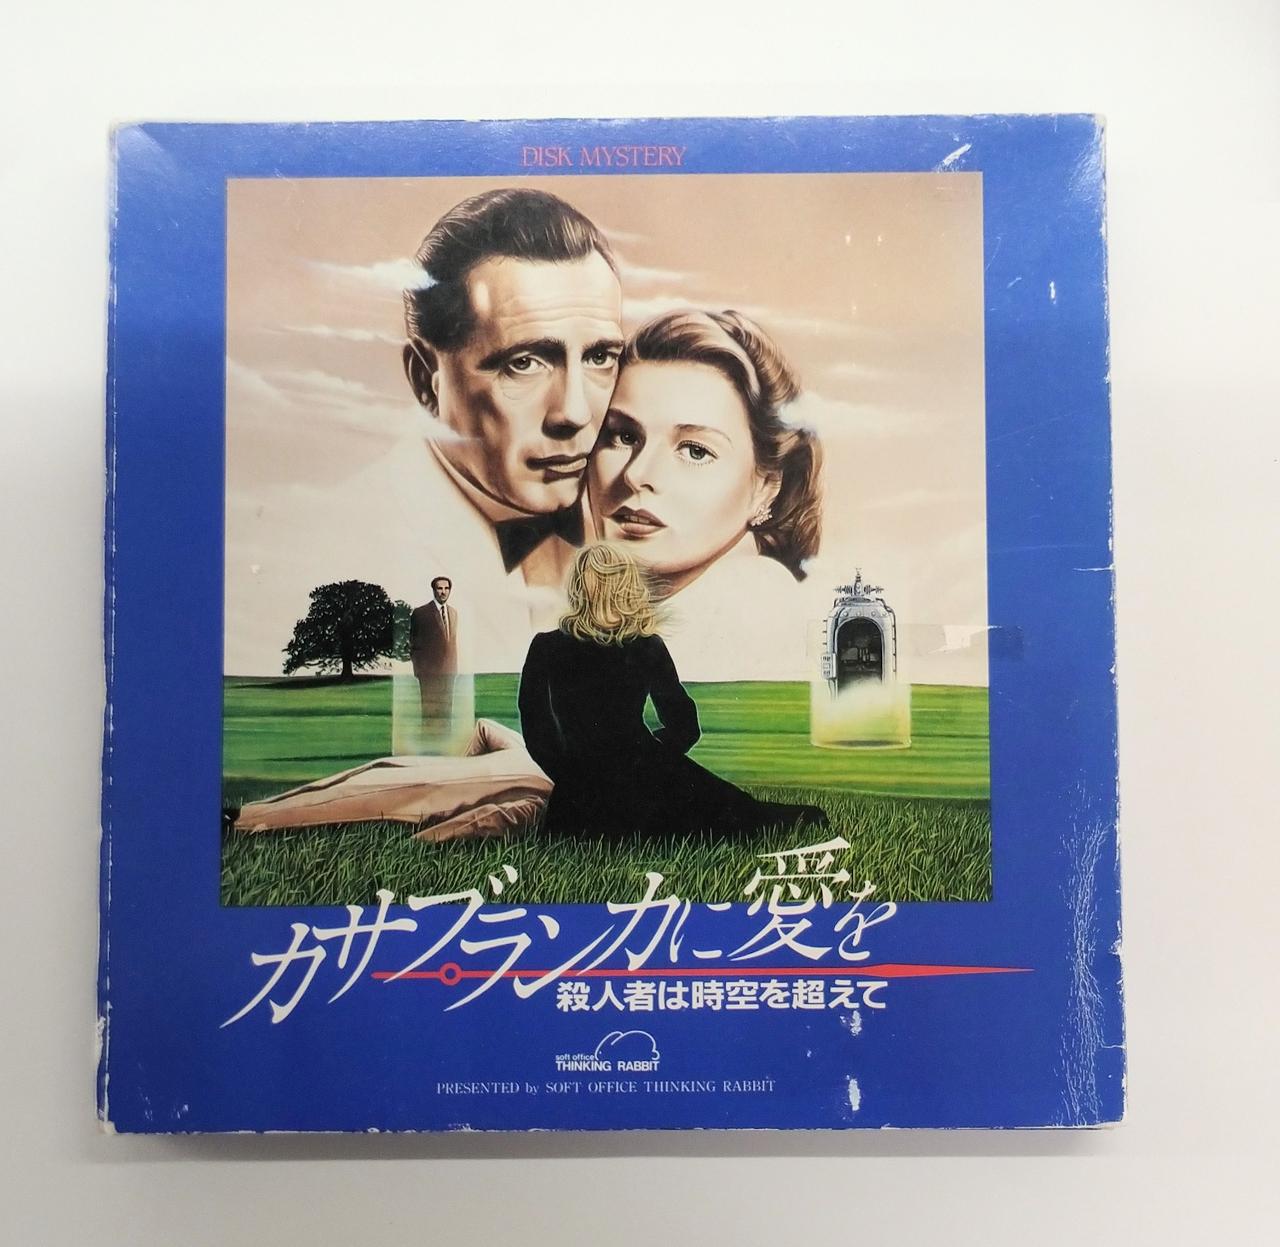 DISK MYSTERY
カサブランカに愛を
殺人者は時空を超えて
soft office
THINKING RABBIT
PRESENTED by SOFT OFFICE THINKING RABBIT